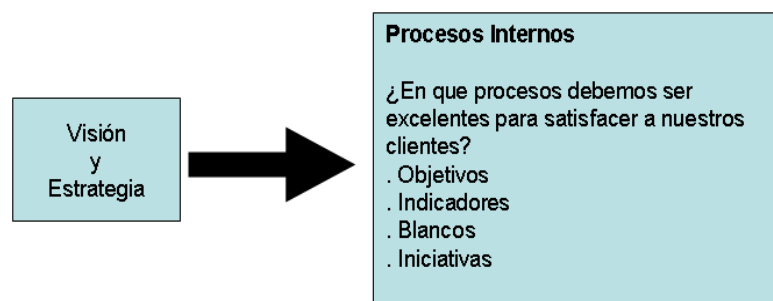 Visión
y
Estrategia
Procesos Internos
¿En que procesos debemos ser
excelentes para satisfacer a nuestros
clientes?
. Objetivos
. Indicadores
. Blancos
. Iniciativas